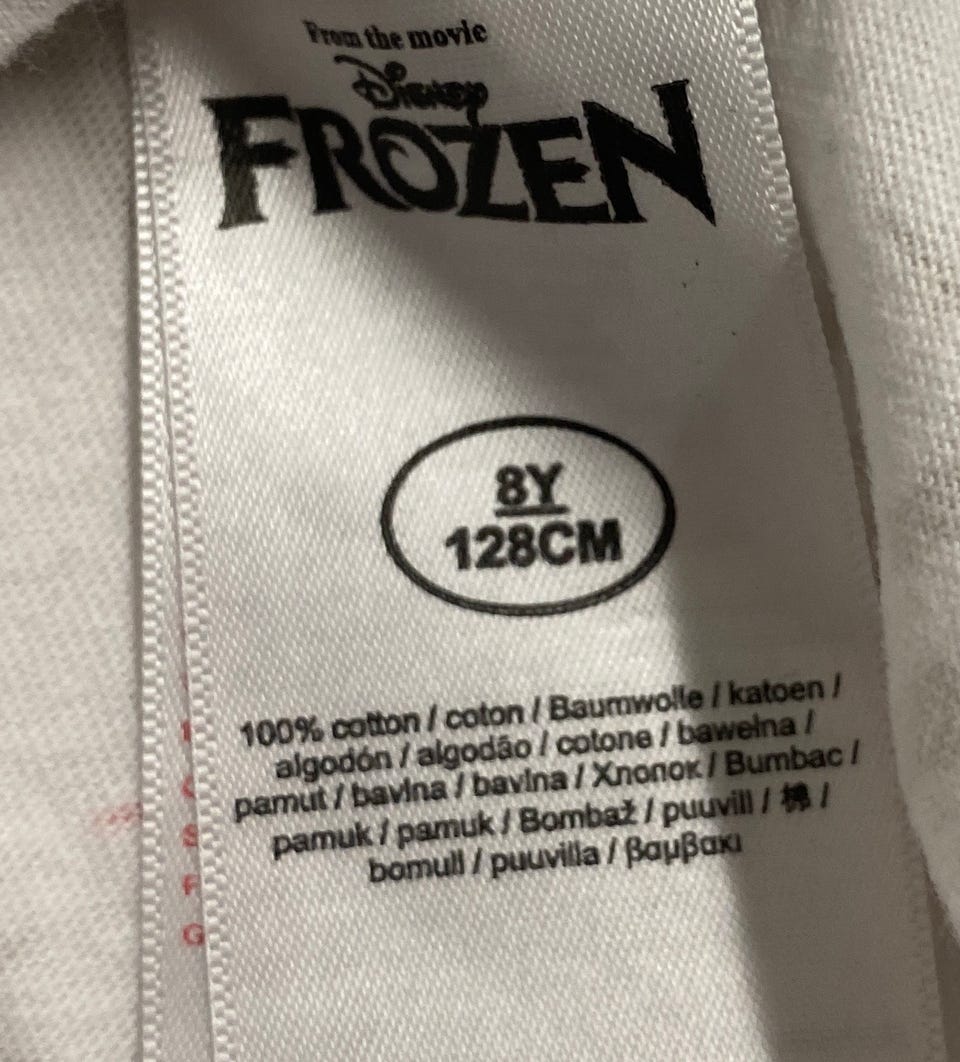 From the movie
Disney
FROZEN
8Y
128CM
100% cotton / coton / Baumwolle / katoen /
algodón / algodão / cotone / bawełna /
pamut / bavlna / bavlna / Хлопок / Bumbac /
pamuk / pamuk / Bombaž / puuvill / 棉 /
bomull / puuvilla / βαμβακι
S
F
G